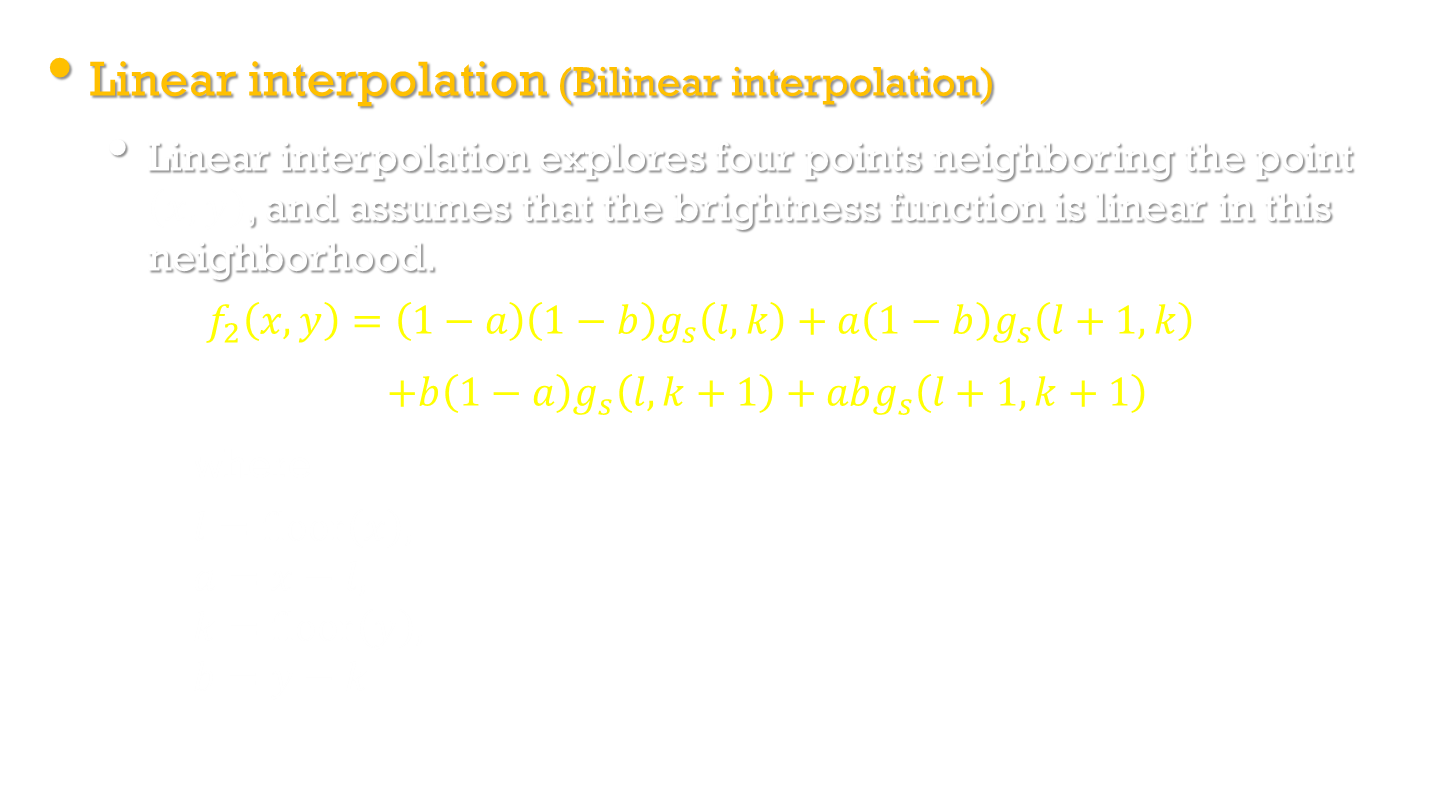 • Linear interpolation (Bilinear interpolation)
• Linear interpolation explores four points neighboring the point
, and assumes that the brightness function is linear in this
neighborhood.
f₂(x, y) = (1 − a)(1 − b)gₛ(l, k) + a(1 − b)gₛ(l + 1, k)
+b(1 − a)gₛ(l, k + 1) + abgₛ(l + 1, k + 1)